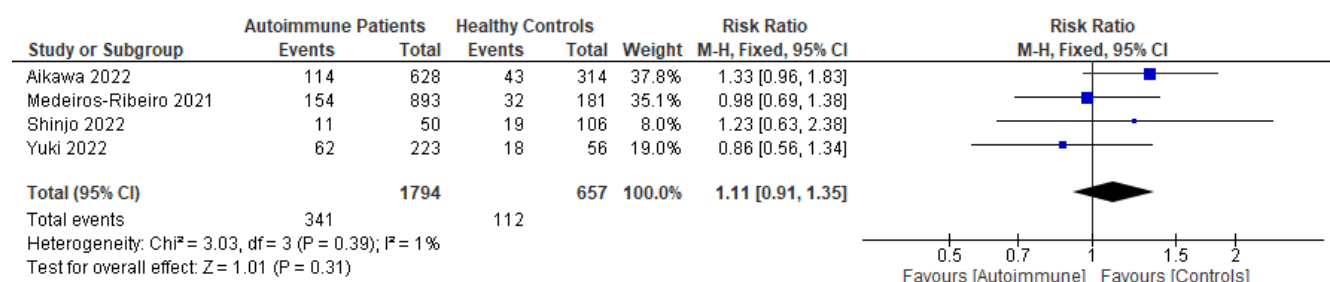 Autoimmune Patients Healthy Controls Risk Ratio Risk Ratio
Study or Subgroup Events Total Events Total Weight M-H, Fixed, 95% CI M-H, Fixed, 95% CI
Aikawa 2022 114 628 43 314 37.8% 1.33 [0.96, 1.83]
Medeiros-Ribeiro 2021 154 893 32 181 35.1% 0.98 [0.69, 1.38]
Shinjo 2022 11 50 19 106 8.0% 1.23 [0.63, 2.38]
Yuki 2022 62 223 18 56 19.0% 0.86 [0.56, 1.34]
Total (95% CI) 1794 657 100.0% 1.11 [0.91, 1.35]
Total events 341 112
Heterogeneity: Chi² = 3.03, df = 3 (P = 0.39); I² = 1%
Test for overall effect: Z = 1.01 (P = 0.31)
0.5 0.7 1 1.5 2
Favours [Autoimmune] Favours [Controls]